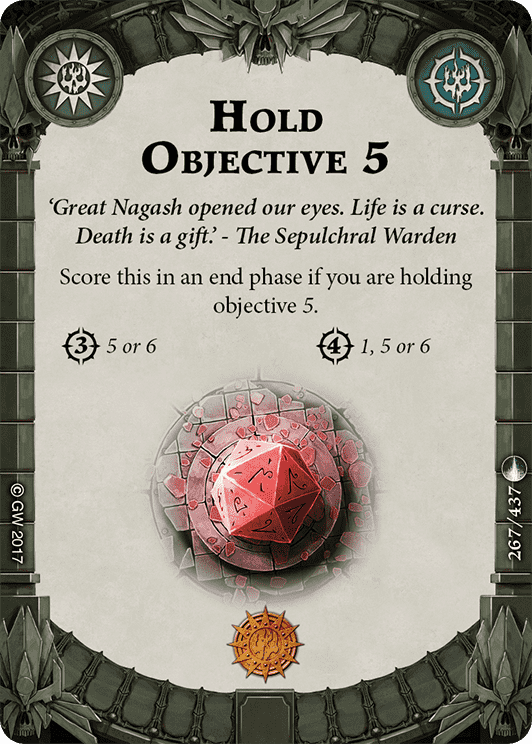 Hold
Objective 5
‘Great Nagash opened our eyes. Life is a curse.
Death is a gift.’ - The Sepulchral Warden
Score this in an end phase if you are holding
objective 5.
3 5 or 6
4 1, 5 or 6
© GW 2017
267/437